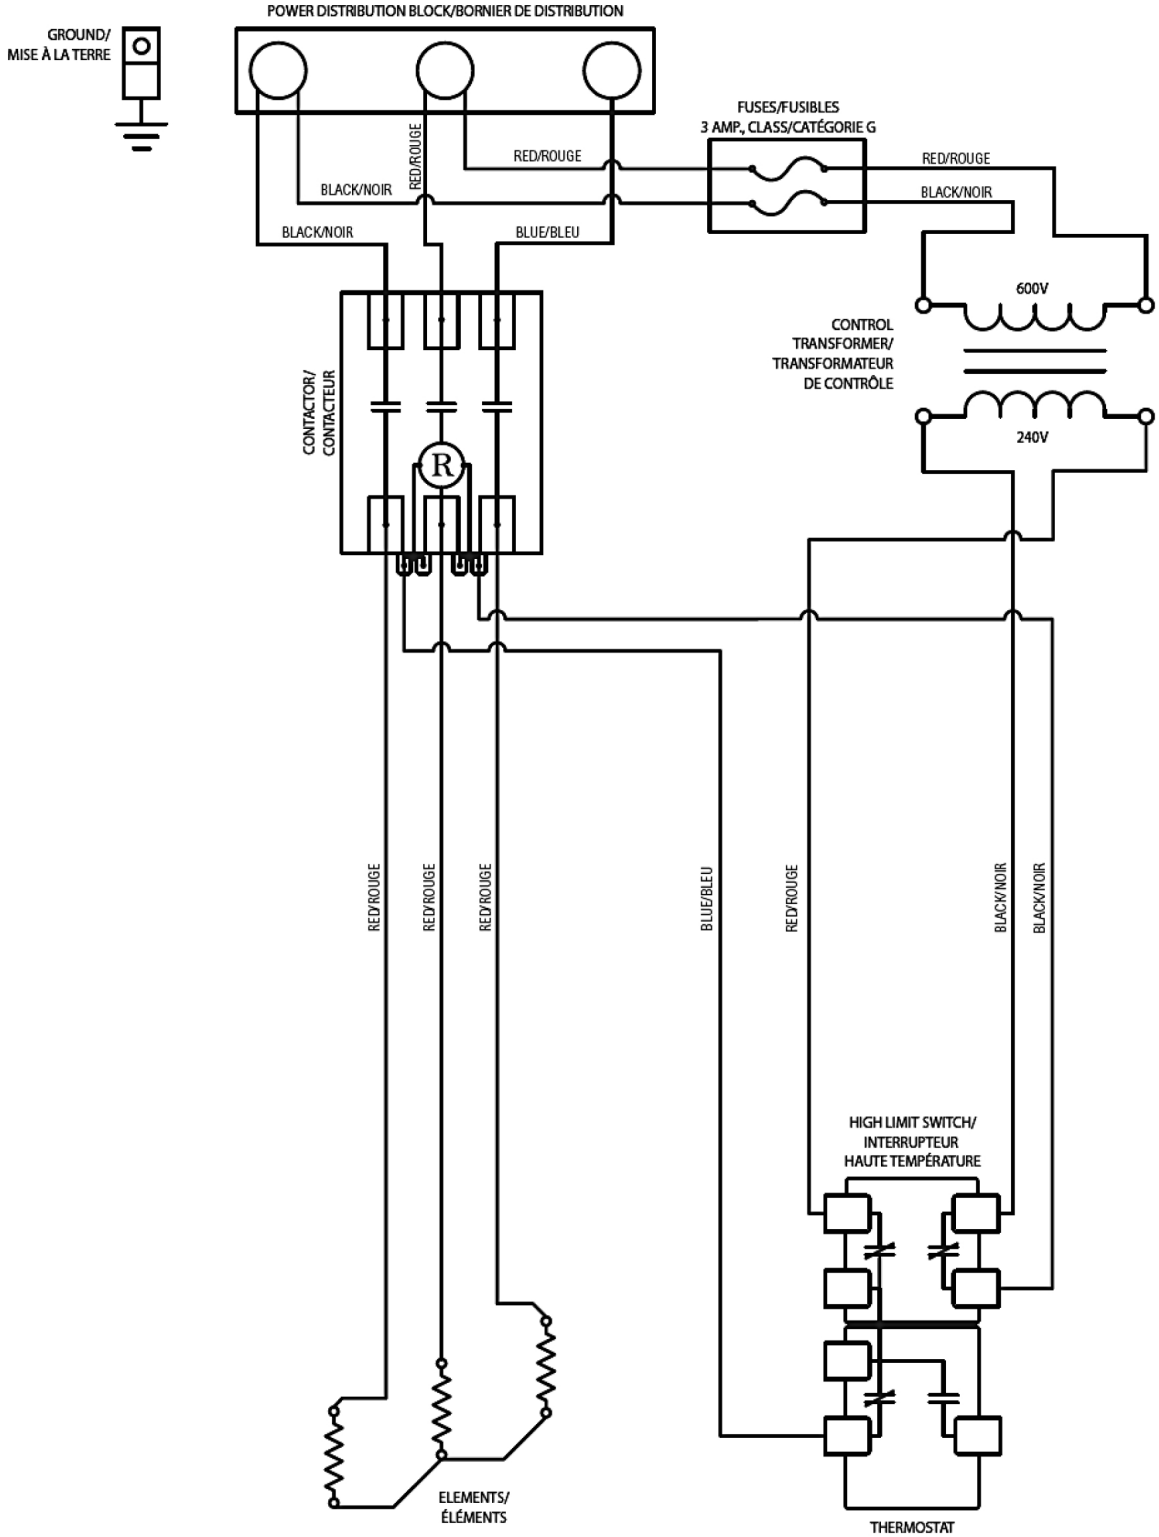 POWER DISTRIBUTION BLOCK/BORNIER DE DISTRIBUTION
GROUND/
MISE À LA TERRE
FUSES/FUSIBLES
3 AMP., CLASS/CATÉGORIE G
RED/ROUGE
RED/ROUGE
RED/ROUGE
BLACK/NOIR
BLACK/NOIR
BLACK/NOIR
BLUE/BLEU
600V
CONTROL
TRANSFORMER/
TRANSFORMATEUR
DE CONTRÔLE
240V
CONTACTOR/
CONTACTEUR
R
RED/ROUGE
RED/ROUGE
RED/ROUGE
BLUE/BLEU
RED/ROUGE
BLACK/NOIR
BLACK/NOIR
HIGH LIMIT SWITCH/
INTERRUPTEUR
HAUTE TEMPÉRATURE
ELEMENTS/
ÉLÉMENTS
THERMOSTAT